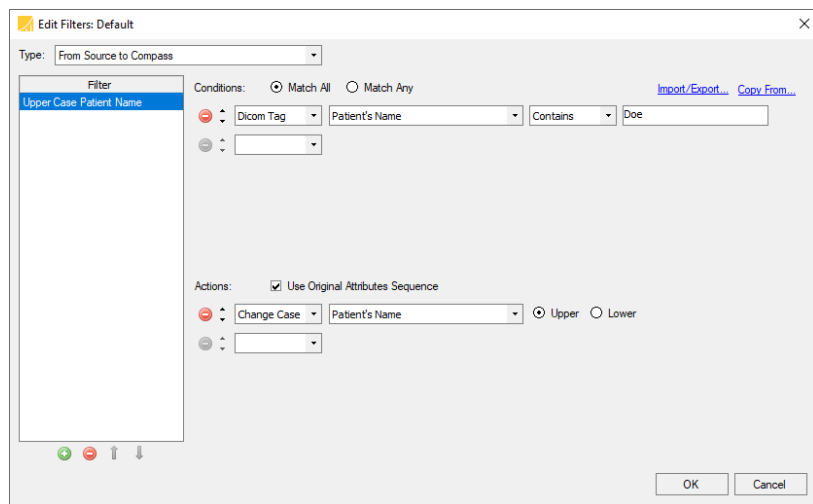 Edit Filters: Default
Type: From Source to Compass
Filter
Upper Case Patient Name
Conditions: Match All Match Any Import/Export... Copy From...
Dicom Tag Patient's Name Contains Doe
Actions: Use Original Attributes Sequence
Change Case Patient's Name Upper Lower
OK Cancel